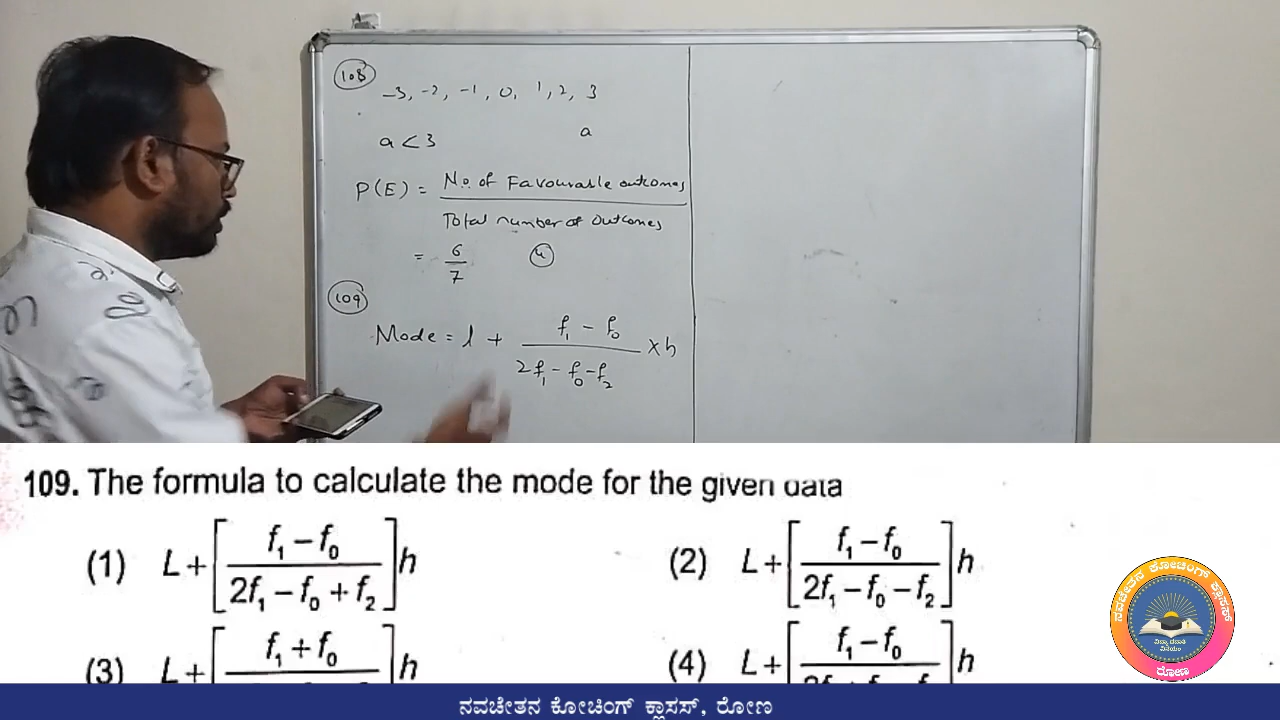 108
-3, -2, -1, 0, 1, 2, 3
a < 3 a
P(E) = No. of Favourable outcomes
Total number of outcomes
= 6
7
4
109
Mode = l + f₁ - f₀
2f₁ - f₀ - f₂
× h
109. The formula to calculate the mode for the given data
(1) L+[ f₁ – f₀ / 2f₁ – f₀ + f₂ ]h
(2) L+[ f₁ – f₀ / 2f₁ – f₀ – f₂ ]h
(3) L+[ f₁ + f₀ ]h
(4) L+[ f₁ – f₀ ]h
ನವಚೇತನ ಕೋಚಿಂಗ್ ಕ್ಲಾಸಸ್
ರೋಣ
ನವಚೇತನ ಕೋಚಿಂಗ್ ಕ್ಲಾಸಸ್, ರೋಣ